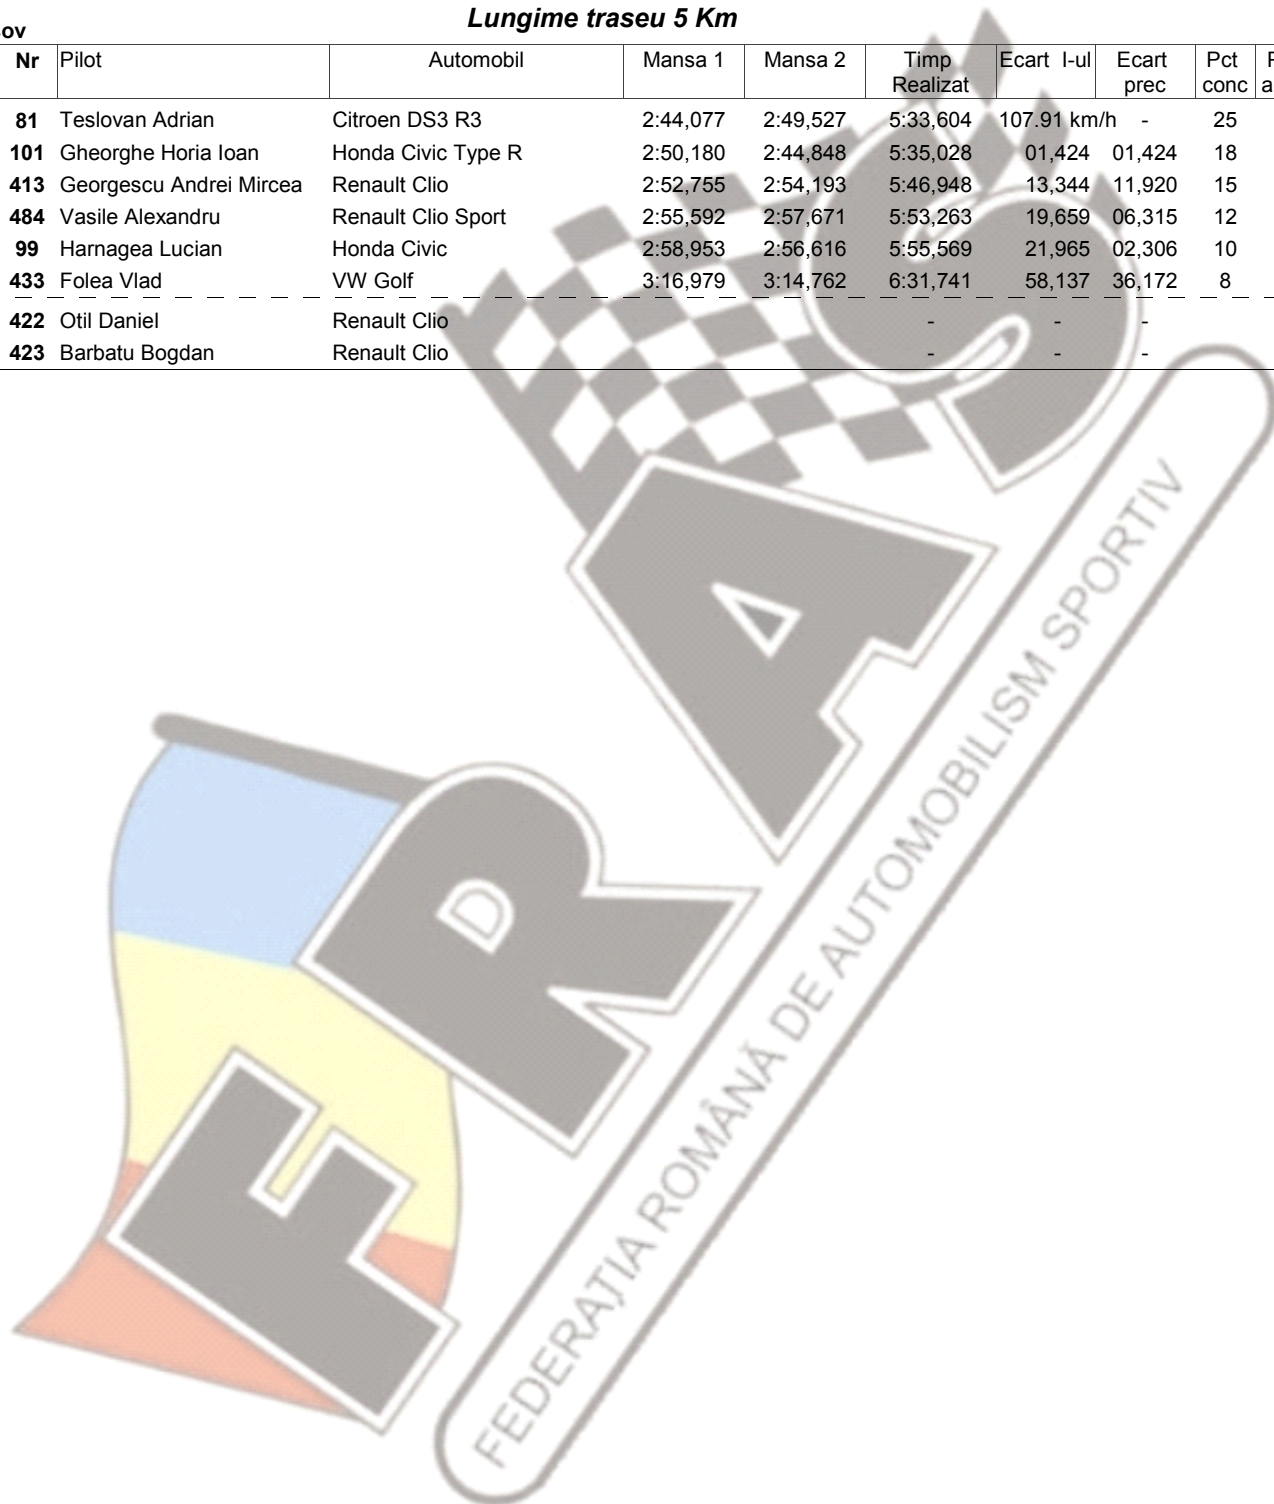 Lungime traseu 5 Km
ov
Nr Pilot Automobil Mansa 1 Mansa 2 Timp Realizat Ecart I-ul Ecart prec Pct conc
81 Teslovan Adrian Citroen DS3 R3 2:44,077 2:49,527 5:33,604 107.91 km/h - 25
101 Gheorghe Horia Ioan Honda Civic Type R 2:50,180 2:44,848 5:35,028 01,424 01,424 18
413 Georgescu Andrei Mircea Renault Clio 2:52,755 2:54,193 5:46,948 13,344 11,920 15
484 Vasile Alexandru Renault Clio Sport 2:55,592 2:57,671 5:53,263 19,659 06,315 12
99 Harnagea Lucian Honda Civic 2:58,953 2:56,616 5:55,569 21,965 02,306 10
433 Folea Vlad VW Golf 3:16,979 3:14,762 6:31,741 58,137 36,172 8
422 Otil Daniel Renault Clio - - -
423 Barbatu Bogdan Renault Clio - - -
FRAS
FEDERAŢIA ROMÂNĂ DE AUTOMOBILISM SPORTIV